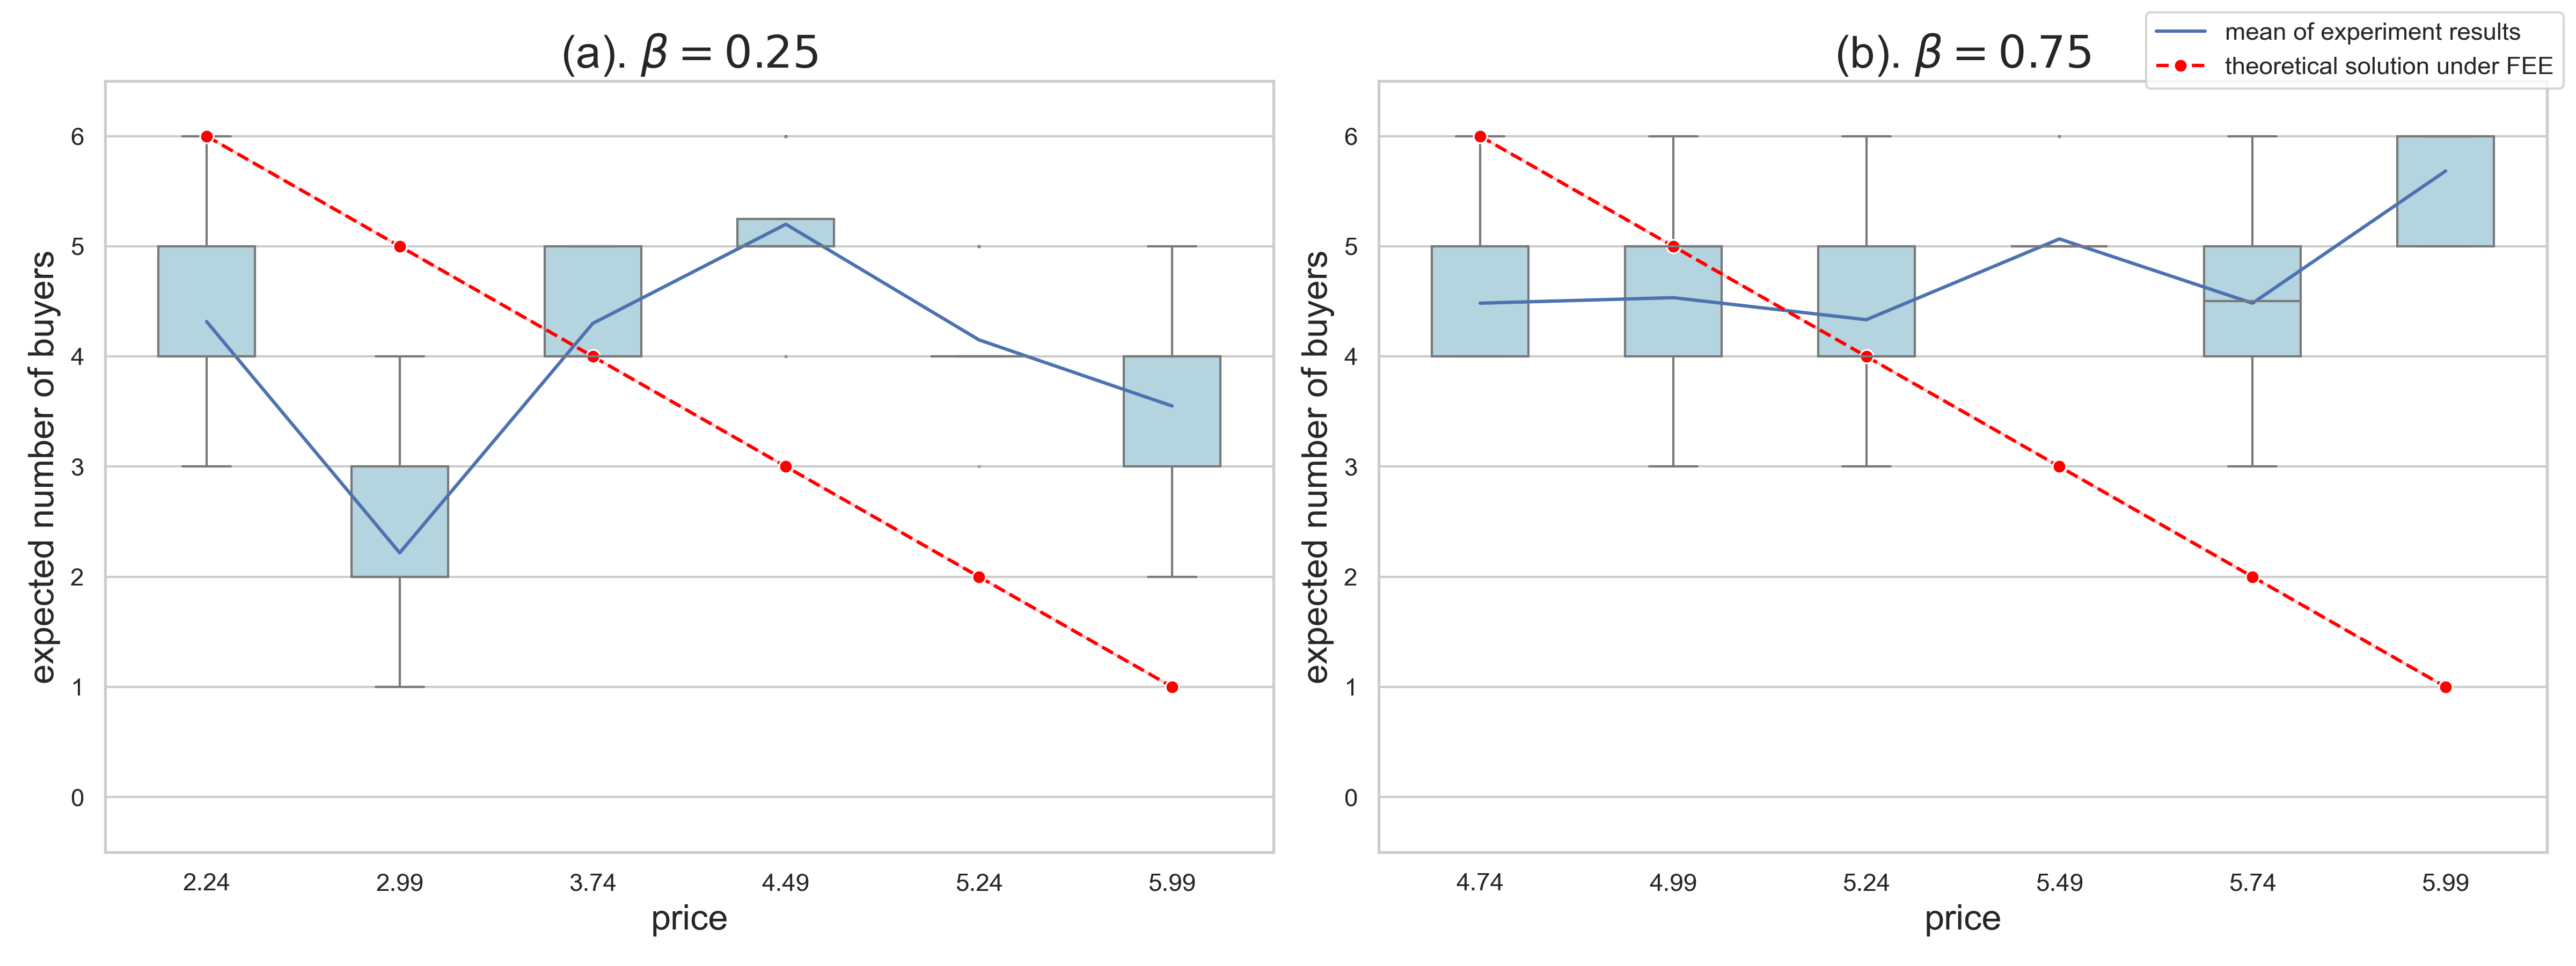 (a). β = 0.25
expected number of buyers
6
5
4
3
2
1
0
2.24 2.99 3.74 4.49 5.24 5.99
price
(b). β = 0.75
mean of experiment results
theoretical solution under FEE
expected number of buyers
6
5
4
3
2
1
0
4.74 4.99 5.24 5.49 5.74 5.99
price